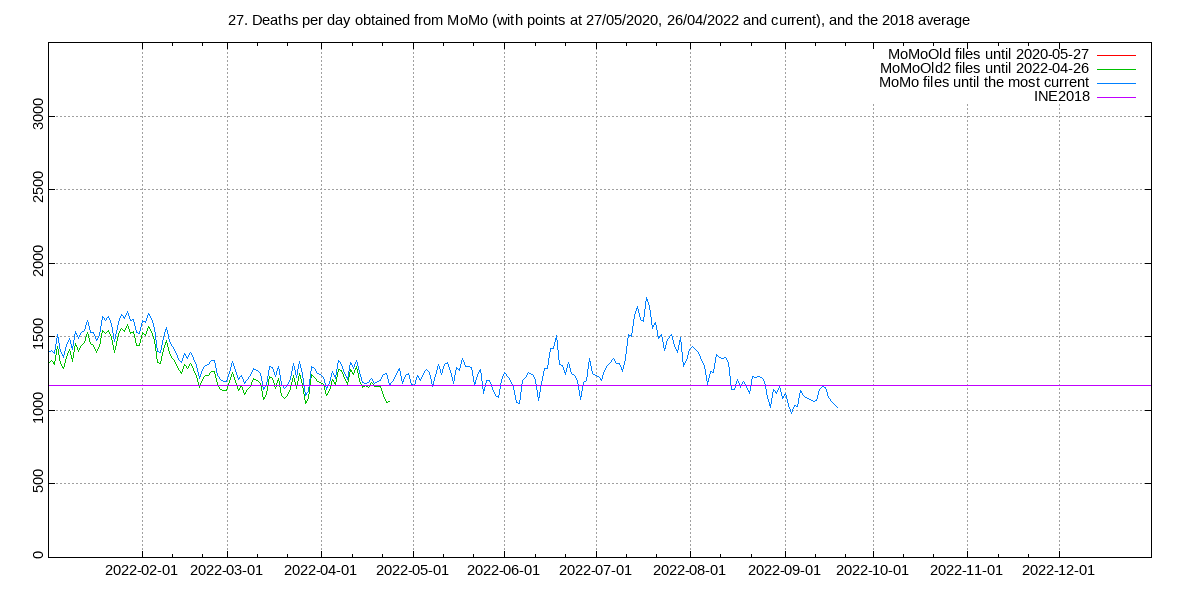 27. Deaths per day obtained from MoMo (with points at 27/05/2020, 26/04/2022 and current), and the 2018 average
MoMoOld files until 2020-05-27
MoMoOld2 files until 2022-04-26
MoMo files until the most current
INE2018
3000
2500
2000
1500
1000
500
0
2022-02-01 2022-03-01 2022-04-01 2022-05-01 2022-06-01 2022-07-01 2022-08-01 2022-09-01 2022-10-01 2022-11-01 2022-12-01